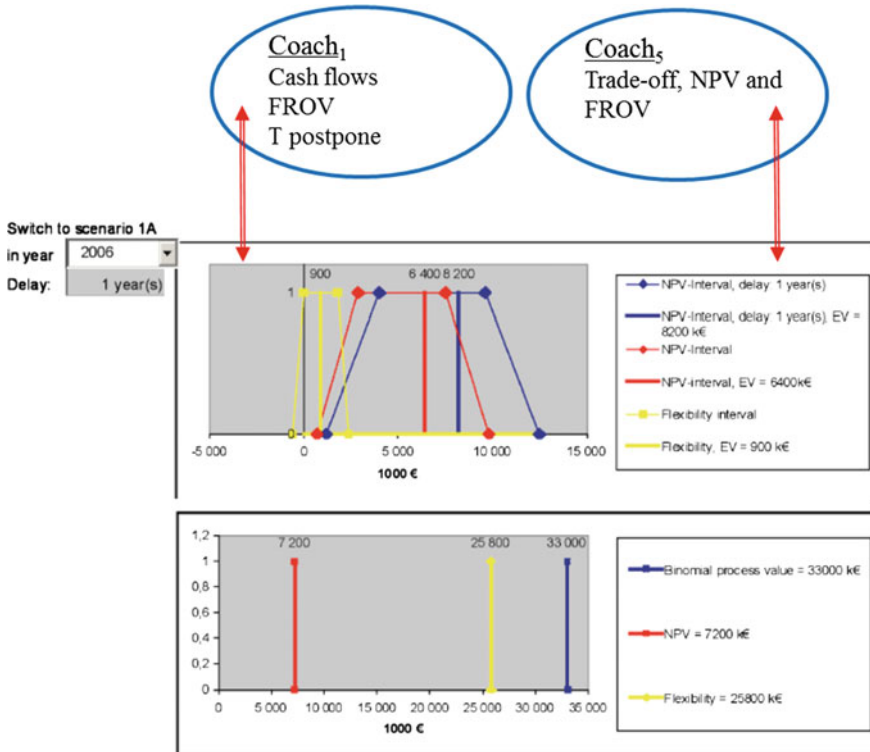 Coach₁
Cash flows
FROV
T postpone
Coach₅
Trade-off, NPV and
FROV
Switch to scenario 1A
in year 2006
Delay: 1 year(s)
900 6 400 8 200
1
0
-5 000 0 5 000 10 000 15 000
1000 €
NPV-Interval, delay: 1 year(s)
NPV-Interval, delay: 1 year(s), EV =
8200 k€
NPV-Interval
NPV-interval, EV = 6400k€
Flexibility interval
Flexibility, EV = 900 k€
1,2
7 200 25 800 33 000
1
0,8
0,6
0,4
0,2
0
0 5 000 10 000 15 000 20 000 25 000 30 000 35 000
1000 €
Binomial process value = 33000 k€
NPV = 7200 k€
Flexibility = 25800 k€